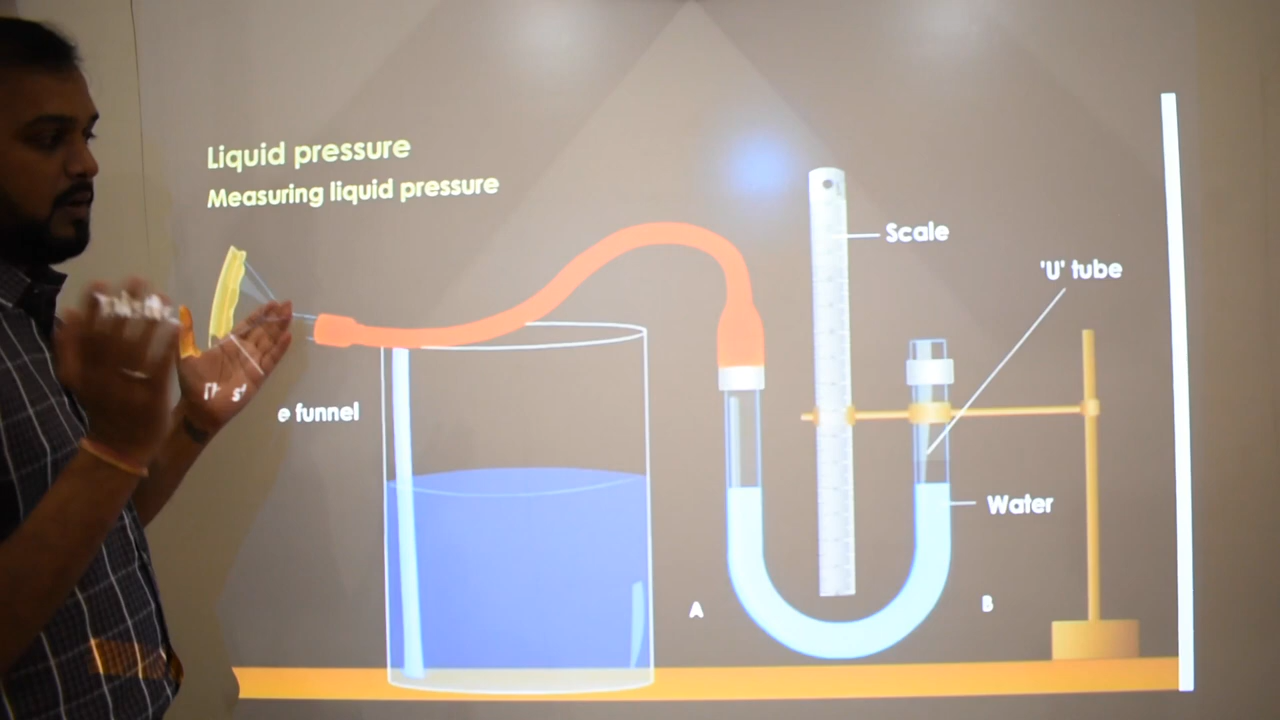 Liquid pressure
Measuring liquid pressure
Scale
'U' tube
funnel
Water
A
B